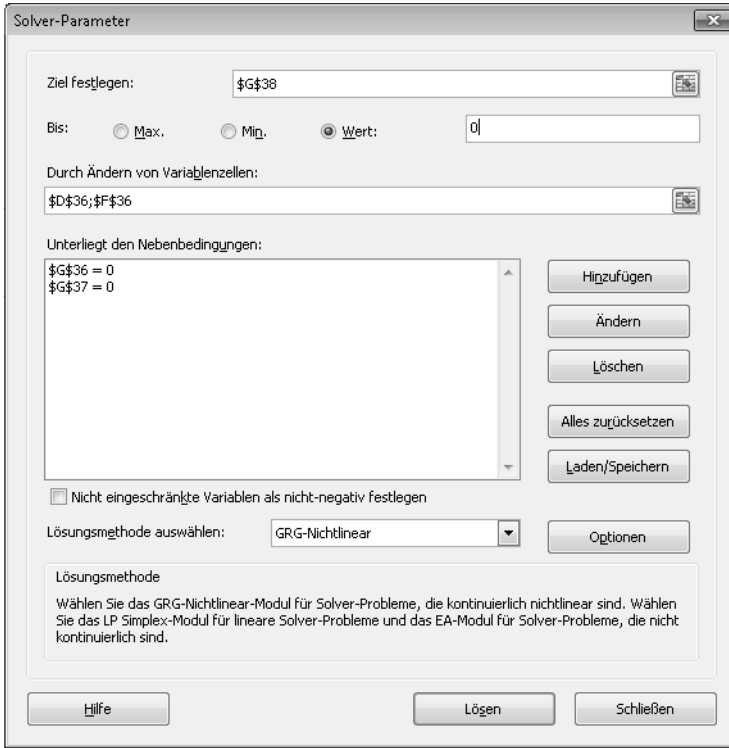 Solver-Parameter
Ziel festlegen: $G$38
Bis: Max. Min. Wert: 0
Durch Ändern von Variablenzellen:
$D$36;$F$36
Unterliegt den Nebenbedingungen:
$G$36 = 0
$G$37 = 0
Hinzufügen
Ändern
Löschen
Alles zurücksetzen
Laden/Speichern
Nicht eingeschränkte Variablen als nicht-negativ festlegen
Lösungsmethode auswählen: GRG-Nichtlinear Optionen
Lösungsmethode
Wählen Sie das GRG-Nichtlinear-Modul für Solver-Probleme, die kontinuierlich nichtlinear sind. Wählen
Sie das LP Simplex-Modul für lineare Solver-Probleme und das EA-Modul für Solver-Probleme, die nicht
kontinuierlich sind.
Hilfe Lösen Schließen